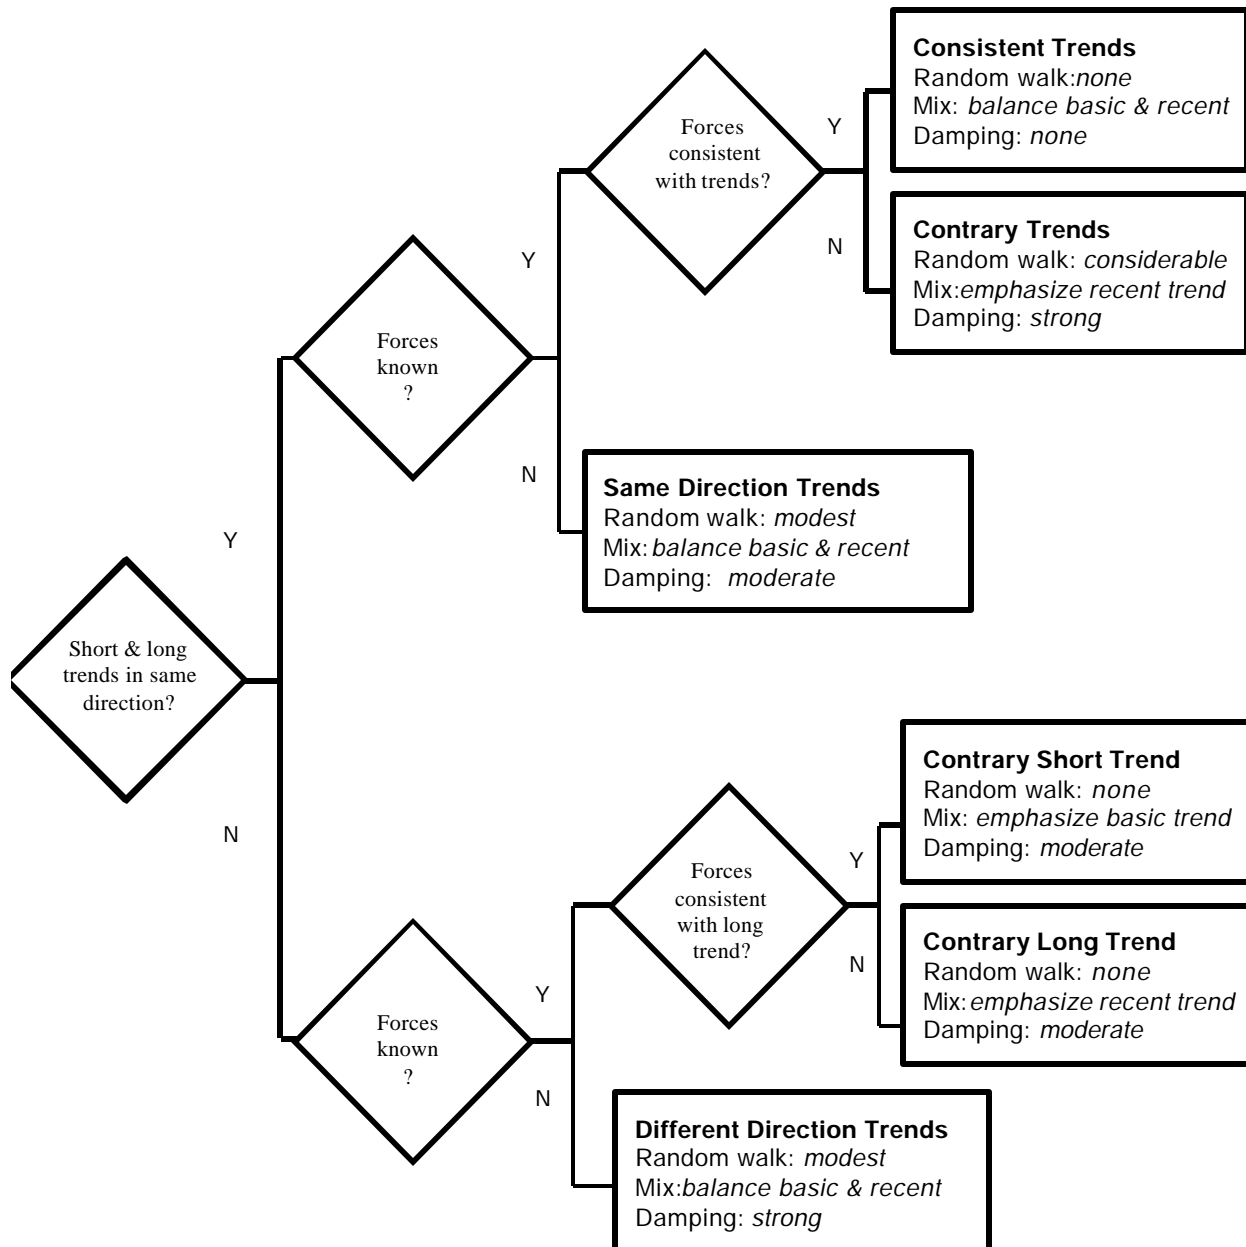 Consistent Trends
Random walk:none
Mix: balance basic & recent
Damping: none
Forces
consistent
with trends?
Y
N
Contrary Trends
Random walk: considerable
Mix:emphasize recent trend
Damping: strong
Y
Forces
known
?
N
Same Direction Trends
Random walk: modest
Mix: balance basic & recent
Damping: moderate
Y
Short & long
trends in same
direction?
N
Contrary Short Trend
Random walk: none
Mix: emphasize basic trend
Damping: moderate
Y
Forces
consistent
with long
trend?
N
Contrary Long Trend
Random walk: none
Mix: emphasize recent trend
Damping: moderate
Y
Forces
known
?
N
Different Direction Trends
Random walk: modest
Mix:balance basic & recent
Damping: strong